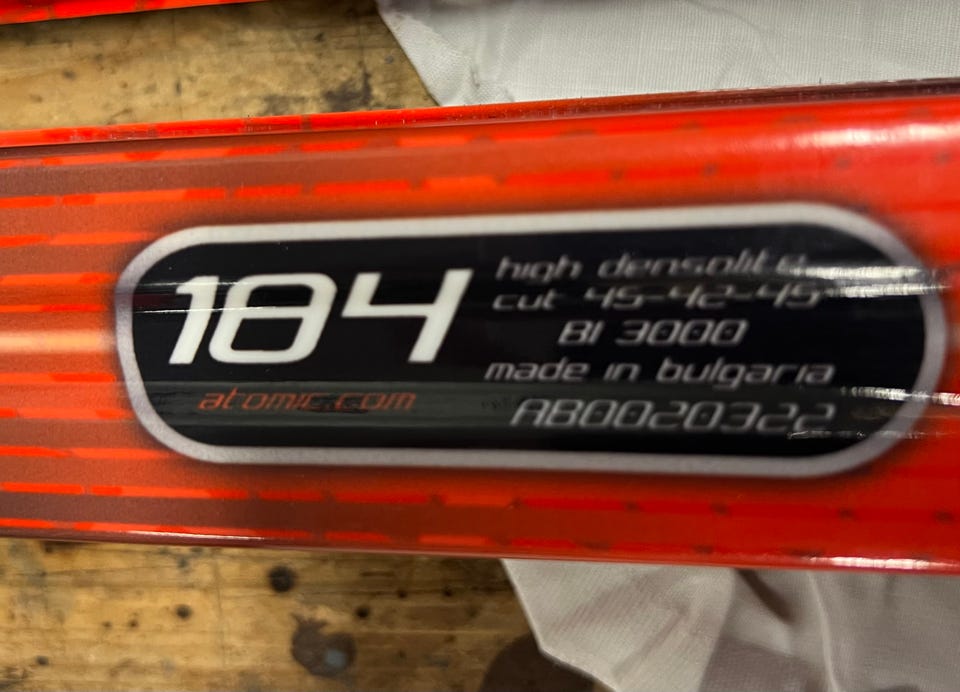 184
atomic.com
high densolite
cut 45-42-45
BI 3000
made in bulgaria
AB0020322